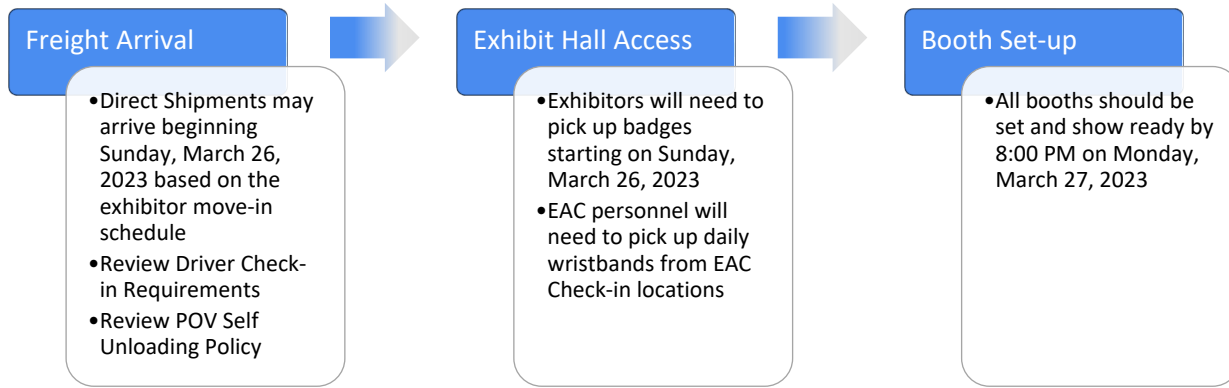 Freight Arrival
•Direct Shipments may
arrive beginning
Sunday, March 26,
2023 based on the
exhibitor move-in
schedule
•Review Driver Check-
in Requirements
•Review POV Self
Unloading Policy
Exhibit Hall Access
•Exhibitors will need to
pick up badges
starting on Sunday,
March 26, 2023
•EAC personnel will
need to pick up daily
wristbands from EAC
Check-in locations
Booth Set-up
•All booths should be
set and show ready by
8:00 PM on Monday,
March 27, 2023